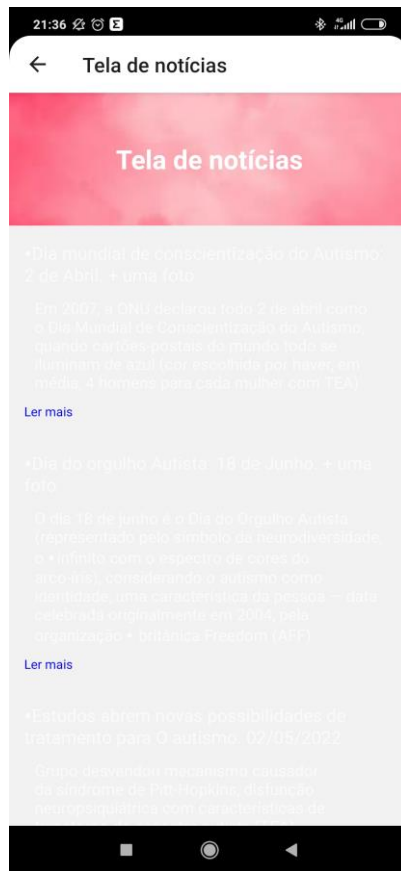 21:36
Tela de notícias
Tela de notícias
•Dia mundial de conscientização do Autismo
2 de Abril. + uma foto
Em 2007, a ONU declarou todo 2 de abril como
o Dia Mundial de Conscientização do Autismo,
quando cartões-postais do mundo todo se
iluminam de azul (cor escolhida por haver, em
média, 4 homens para cada mulher com TEA)
Ler mais
•Dia do orgulho Autista. 18 de Junho. + uma
foto
O dia 18 de junho é o Dia do Orgulho Autista
(representado pelo símbolo da neurodiversidade
o •infinito com o espectro de cores do
arco-íris), considerando o autismo como
identidade, uma característica da pessoa — data
celebrada originalmente em 2004, pela
organização • britânica Freedom (AFF)
Ler mais
•Estudos abrem novas possibilidades de
tratamento para O autismo. 02/05/2022
Grupo desvendou mecanismo causador
da síndrome de Pitt-Hopkins, disfunção
neuropsiquiátrica com características de